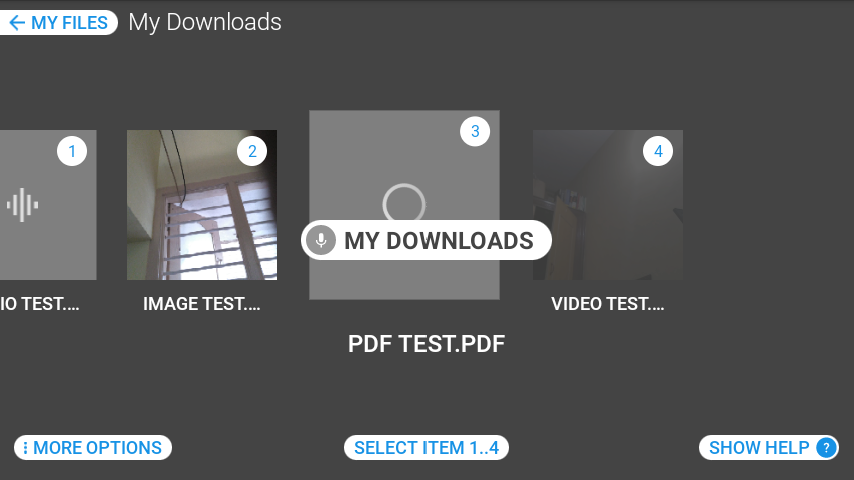 MY FILES
My Downloads
1
2
3
4
MY DOWNLOADS
IO TEST....
IMAGE TEST....
VIDEO TEST....
PDF TEST.PDF
MORE OPTIONS
SELECT ITEM 1..4
SHOW HELP ?